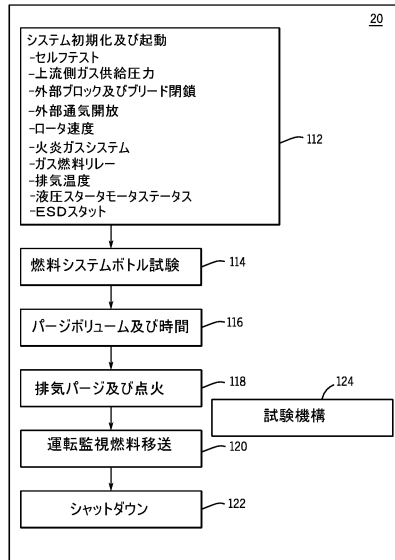 20
システム初期化及び起動
-セルフテスト
-上流側ガス供給圧力
-外部ブロック及びブリード閉鎖
-外部通気開放
-ロータ速度
-火炎ガスシステム
-ガス燃料リレー
-排気温度
-液圧スタータモータステータス
-ESDスタット
112
燃料システムボトル試験
114
パージボリューム及び時間
116
排気パージ及び点火
118
124
試験機構
運転監視燃料移送
120
シャットダウン
122